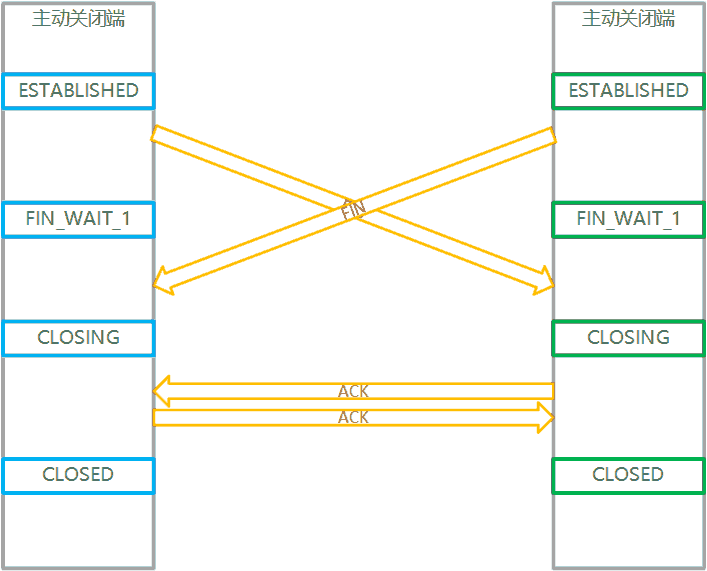 主动关闭端 主动关闭端
ESTABLISHED ESTABLISHED
FIN
FIN_WAIT_1 FIN_WAIT_1
CLOSING CLOSING
ACK
ACK
CLOSED CLOSED